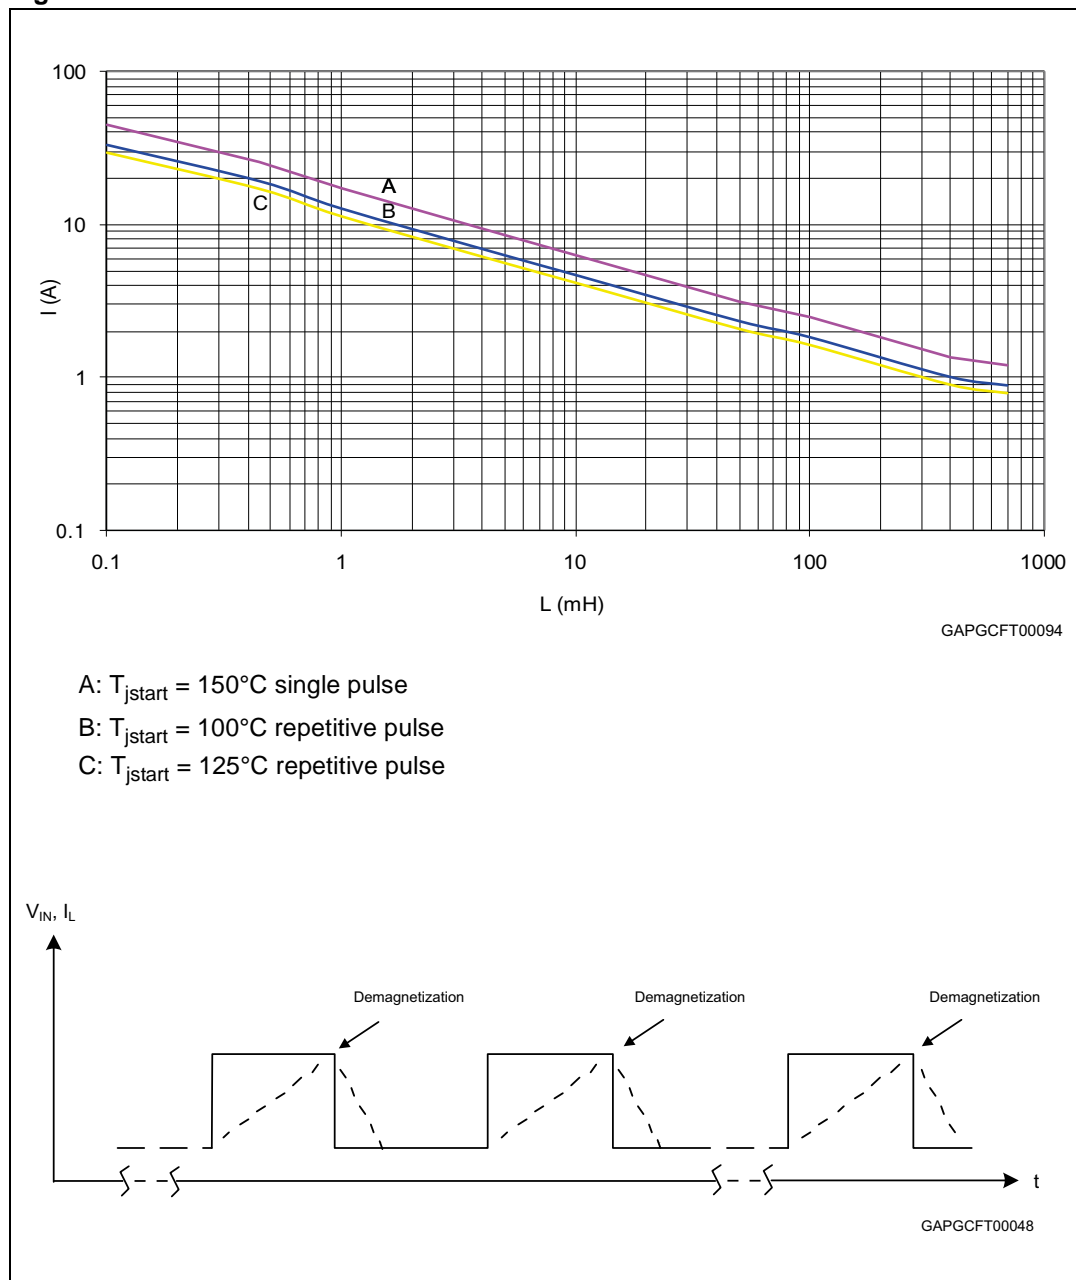 100
10
1
0.1
I (A)
A
B
C
0.1 1 10 100 1000
L (mH)
GAPGCFT00094
A: Tjstart = 150°C single pulse
B: Tjstart = 100°C repetitive pulse
C: Tjstart = 125°C repetitive pulse
VIN, IL
Demagnetization Demagnetization Demagnetization
t
GAPGCFT00048